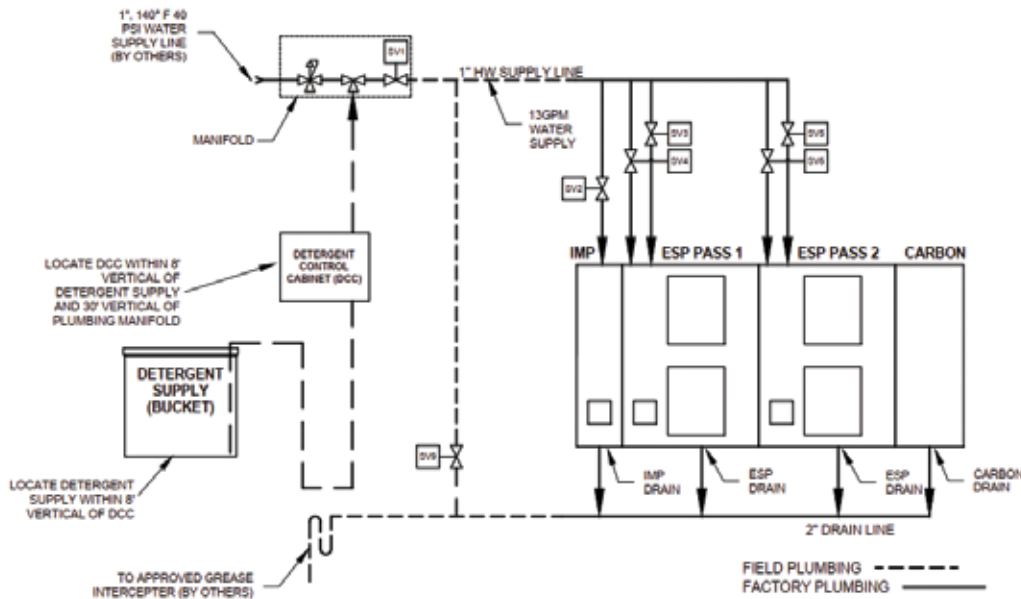 1", 140° F 40
PSI WATER
SUPPLY LINE
(BY OTHERS)
SV1
1" HW SUPPLY LINE
MANIFOLD
13GPM
WATER
SUPPLY
SV3
SV5
SV4
SV6
SV2
IMP
ESP PASS 1
ESP PASS 2
CARBON
DETERGENT
CONTROL
CABINET (DCC)
LOCATE DCC WITHIN 8'
VERTICAL OF
DETERGENT SUPPLY
AND 30' VERTICAL OF
PLUMBING MANIFOLD
DETERGENT
SUPPLY
(BUCKET)
SV9
LOCATE DETERGENT
SUPPLY WITHIN 8'
VERTICAL OF DCC
IMP
DRAIN
ESP
DRAIN
ESP
DRAIN
CARBON
DRAIN
2" DRAIN LINE
TO APPROVED GREASE
INTERCEPTER (BY OTHERS)
FIELD PLUMBING
FACTORY PLUMBING